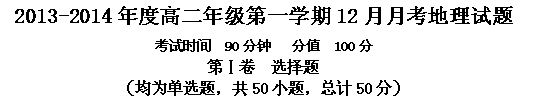 2013-2014年度高二年级第一学期12月月考地理试题
考试时间 90分钟 分值 100分
第Ⅰ卷 选择题
（均为单选题，共50小题，总计50分）